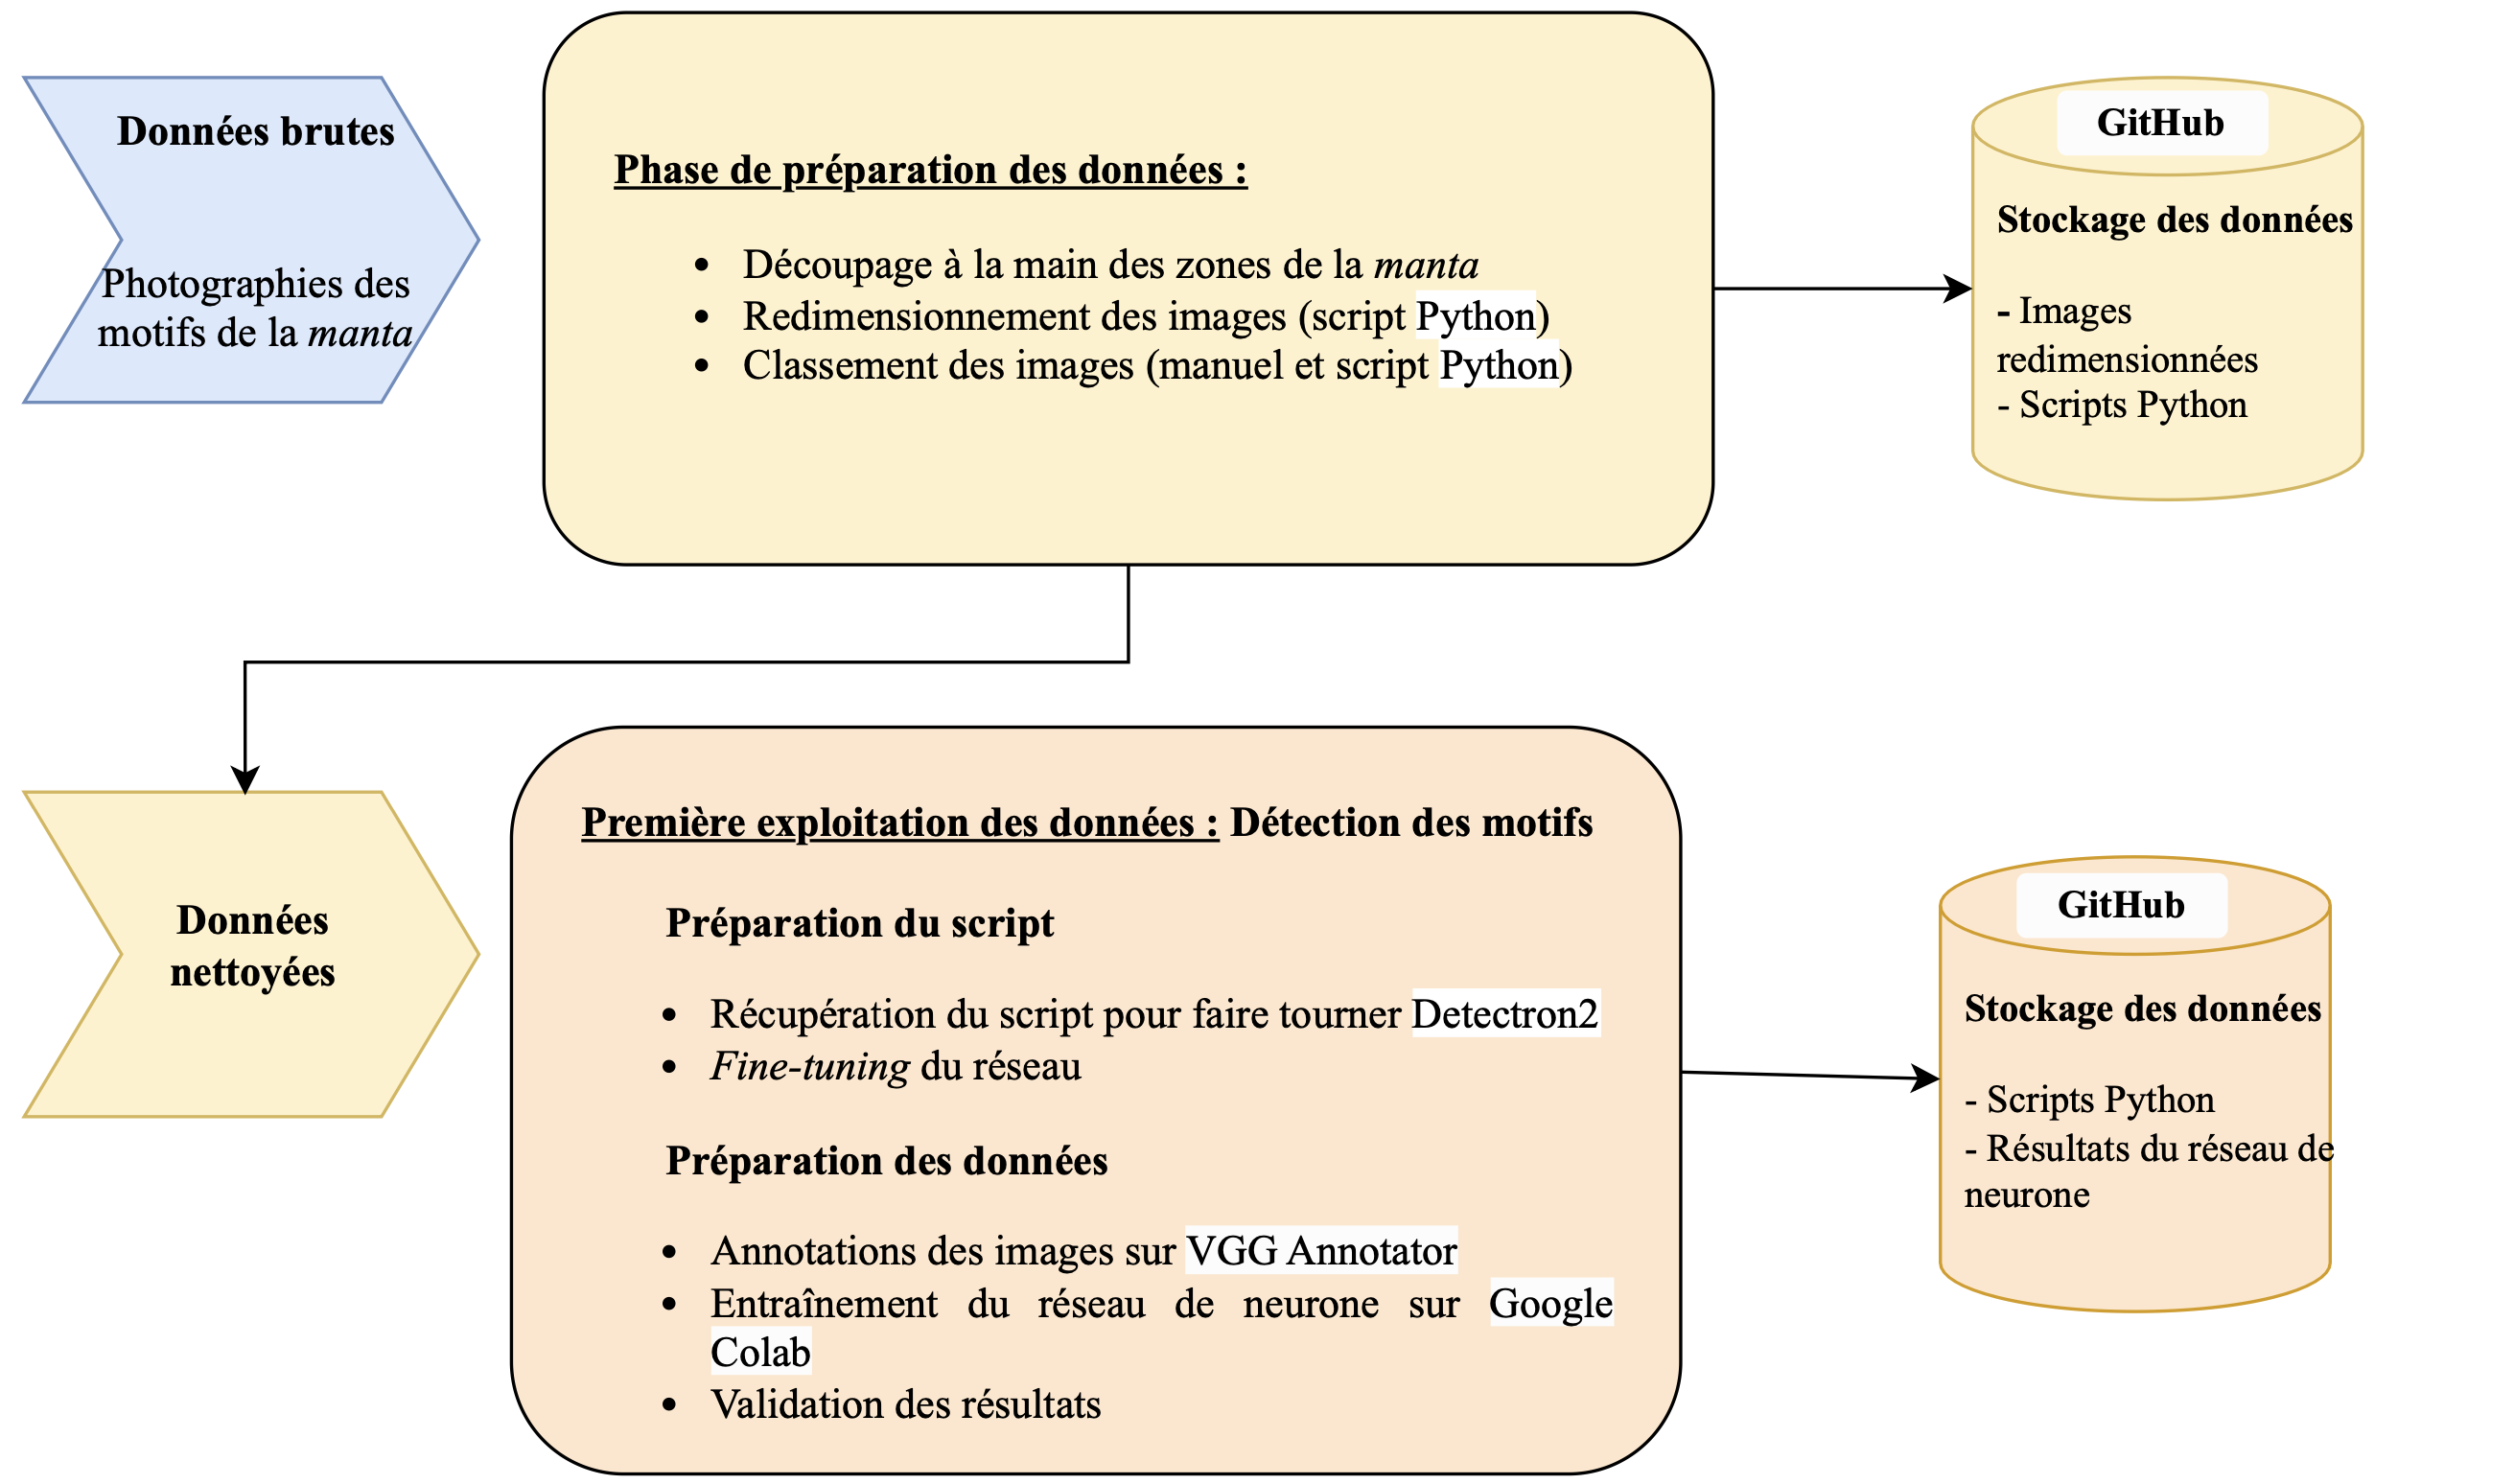 Données brutes
Photographies des
motifs de la manta
Phase de préparation des données :
• Découpage à la main des zones de la manta
• Redimensionnement des images (script Python)
• Classement des images (manuel et script Python)
GitHub
Stockage des données
- Images
redimensionnées
- Scripts Python
Données
nettoyées
Première exploitation des données : Détection des motifs
Préparation du script
• Récupération du script pour faire tourner Detectron2
• Fine-tuning du réseau
Préparation des données
• Annotations des images sur VGG Annotator
• Entraînement du réseau de neurone sur Google
Colab
• Validation des résultats
GitHub
Stockage des données
- Scripts Python
- Résultats du réseau de
neurone